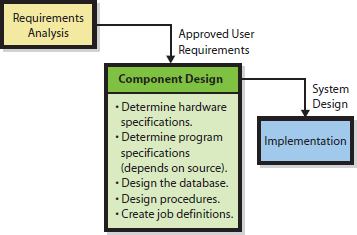 Requirements
Analysis
Approved User
Requirements
Component Design
• Determine hardware
specifications.
• Determine program
specifications
(depends on source).
• Design the database.
• Design procedures.
• Create job definitions.
System
Design
Implementation